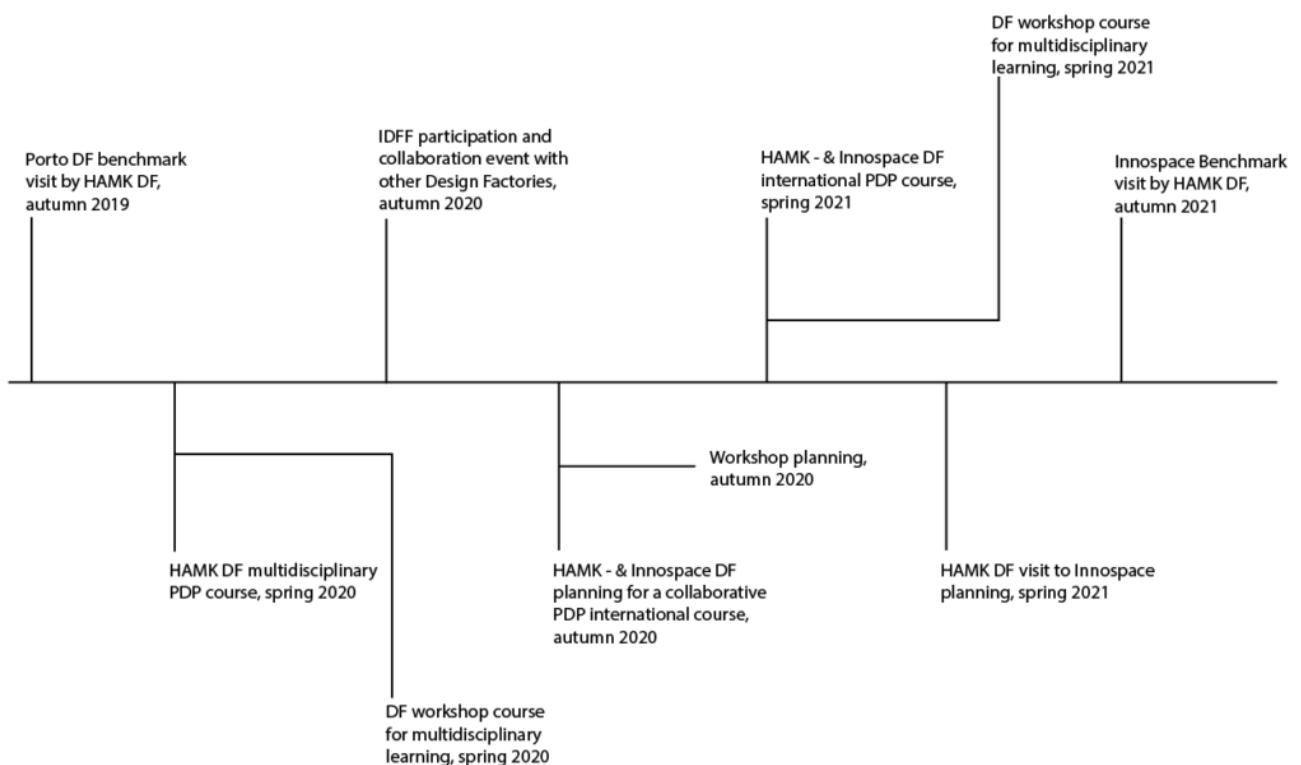 DF workshop course
for multidisciplinary
learning, spring 2021
Porto DF benchmark
visit by HAMK DF,
autumn 2019
IDFF participation and
collaboration event with
other Design Factories,
autumn 2020
HAMK - & Innospace DF
international PDP course,
spring 2021
Innospace Benchmark
visit by HAMK DF,
autumn 2021
Workshop planning,
autumn 2020
HAMK DF multidisciplinary
PDP course, spring 2020
HAMK - & Innospace DF
planning for a collaborative
PDP international course,
autumn 2020
HAMK DF visit to Innospace
planning, spring 2021
DF workshop course
for multidisciplinary
learning, spring 2020